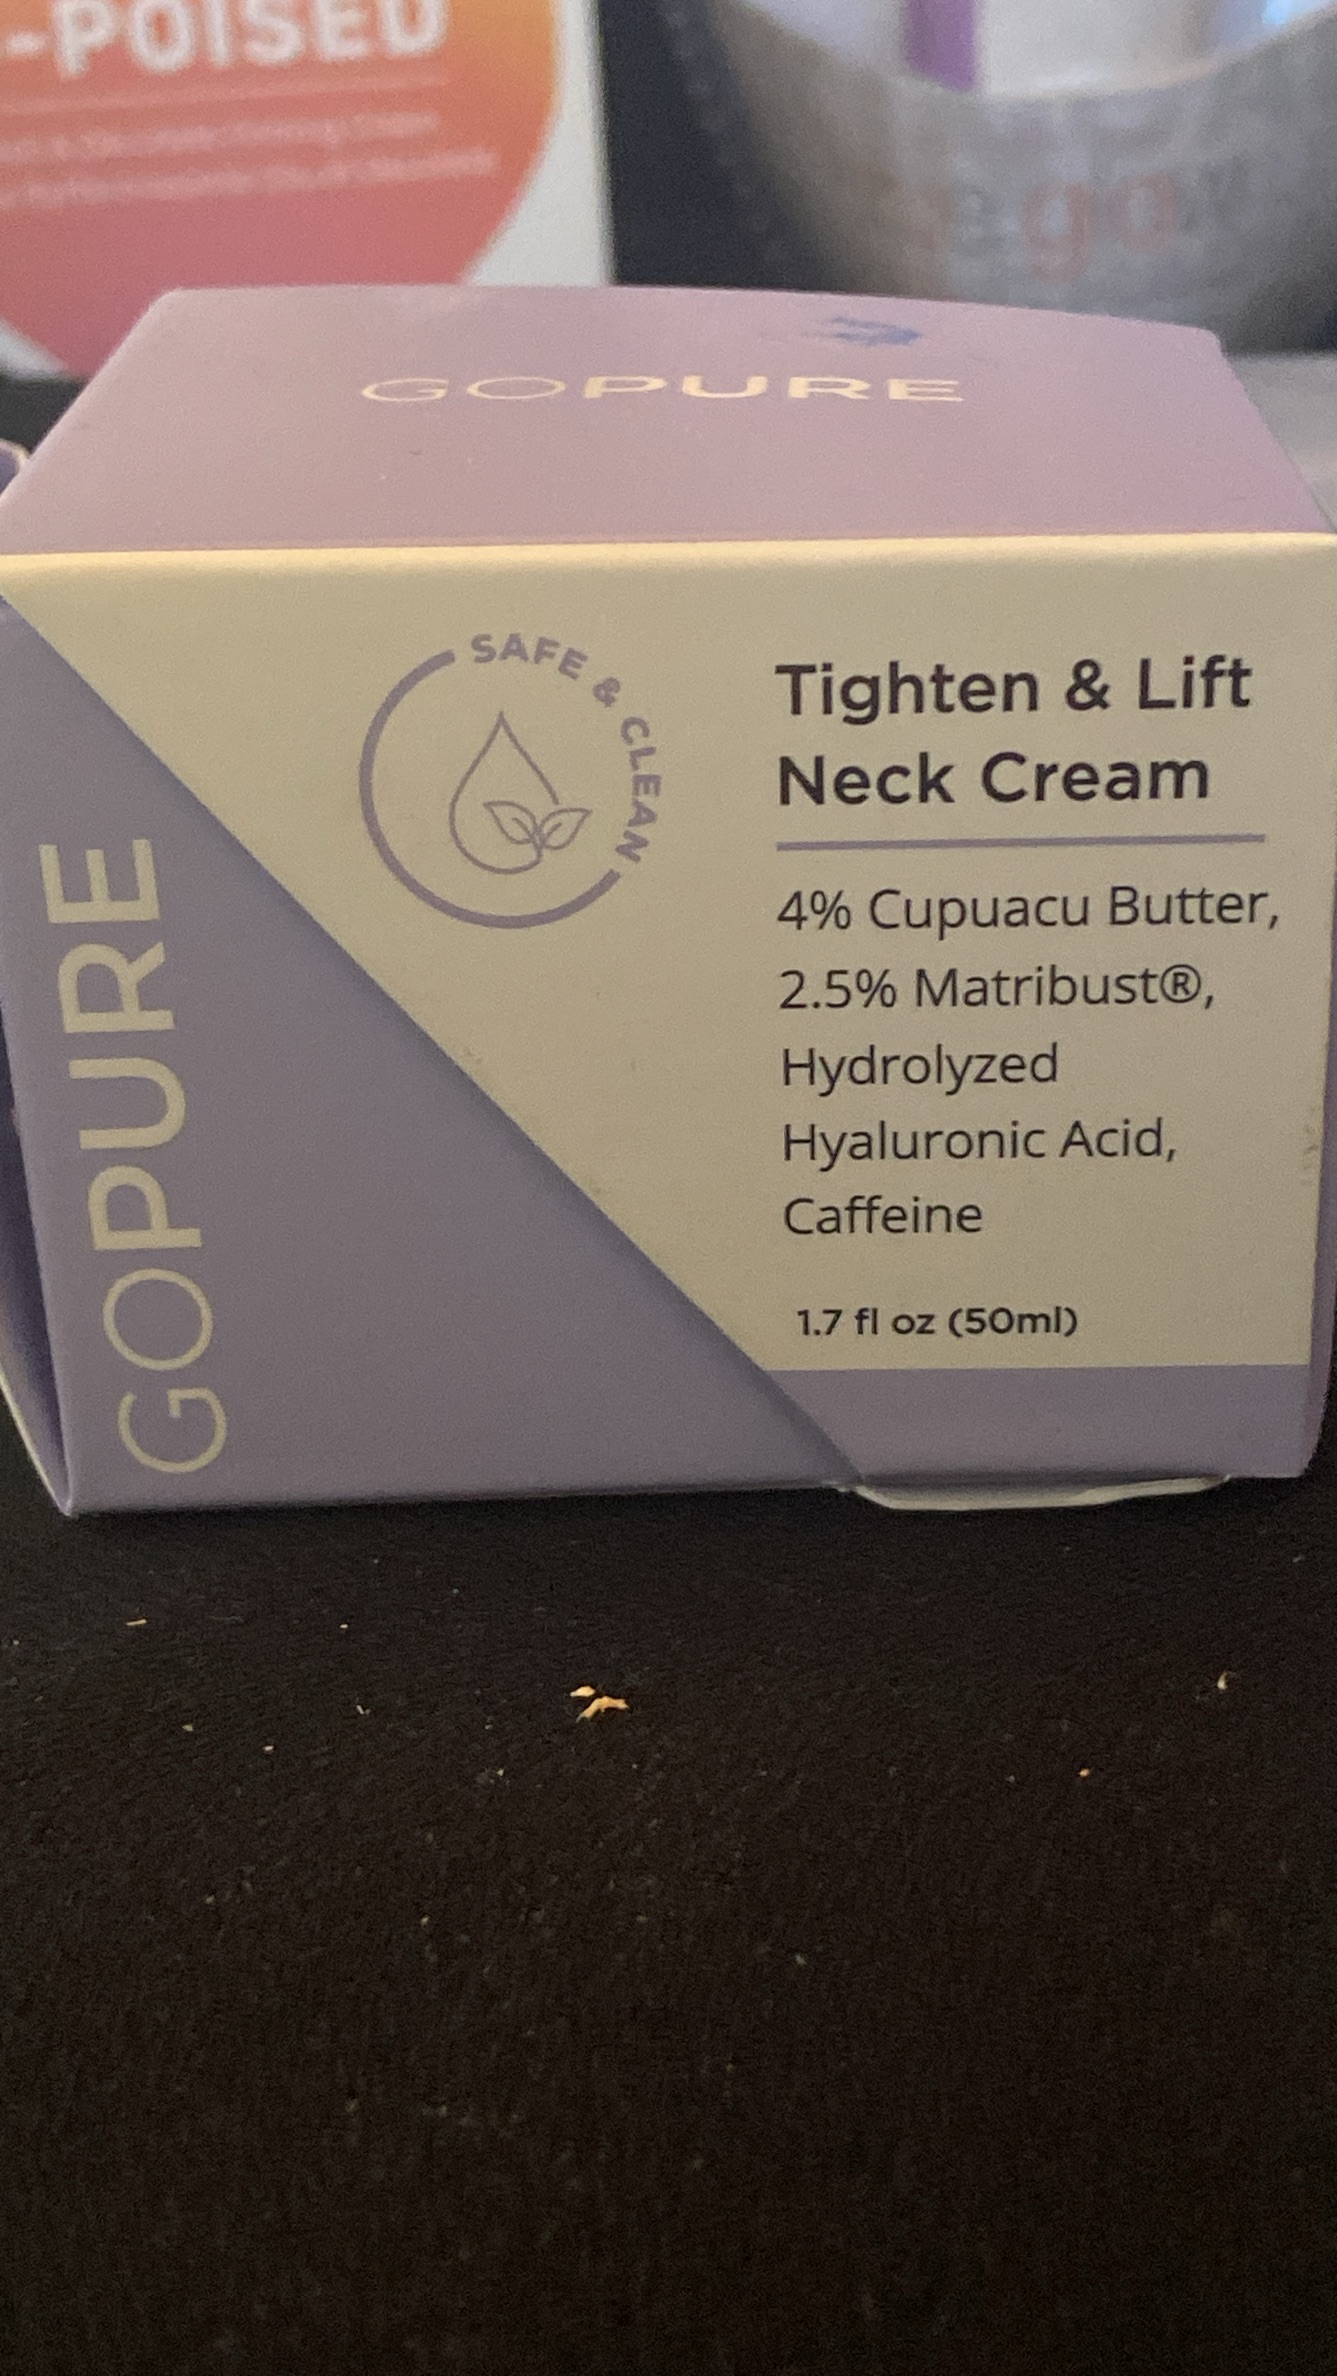 -POISED
GOPURE
SAFE & CLEAN
Tighten & Lift
Neck Cream
4% Cupuacu Butter,
2.5% Matribust®,
Hydrolyzed
Hyaluronic Acid,
Caffeine
1.7 fl oz (50ml)
GOPURE